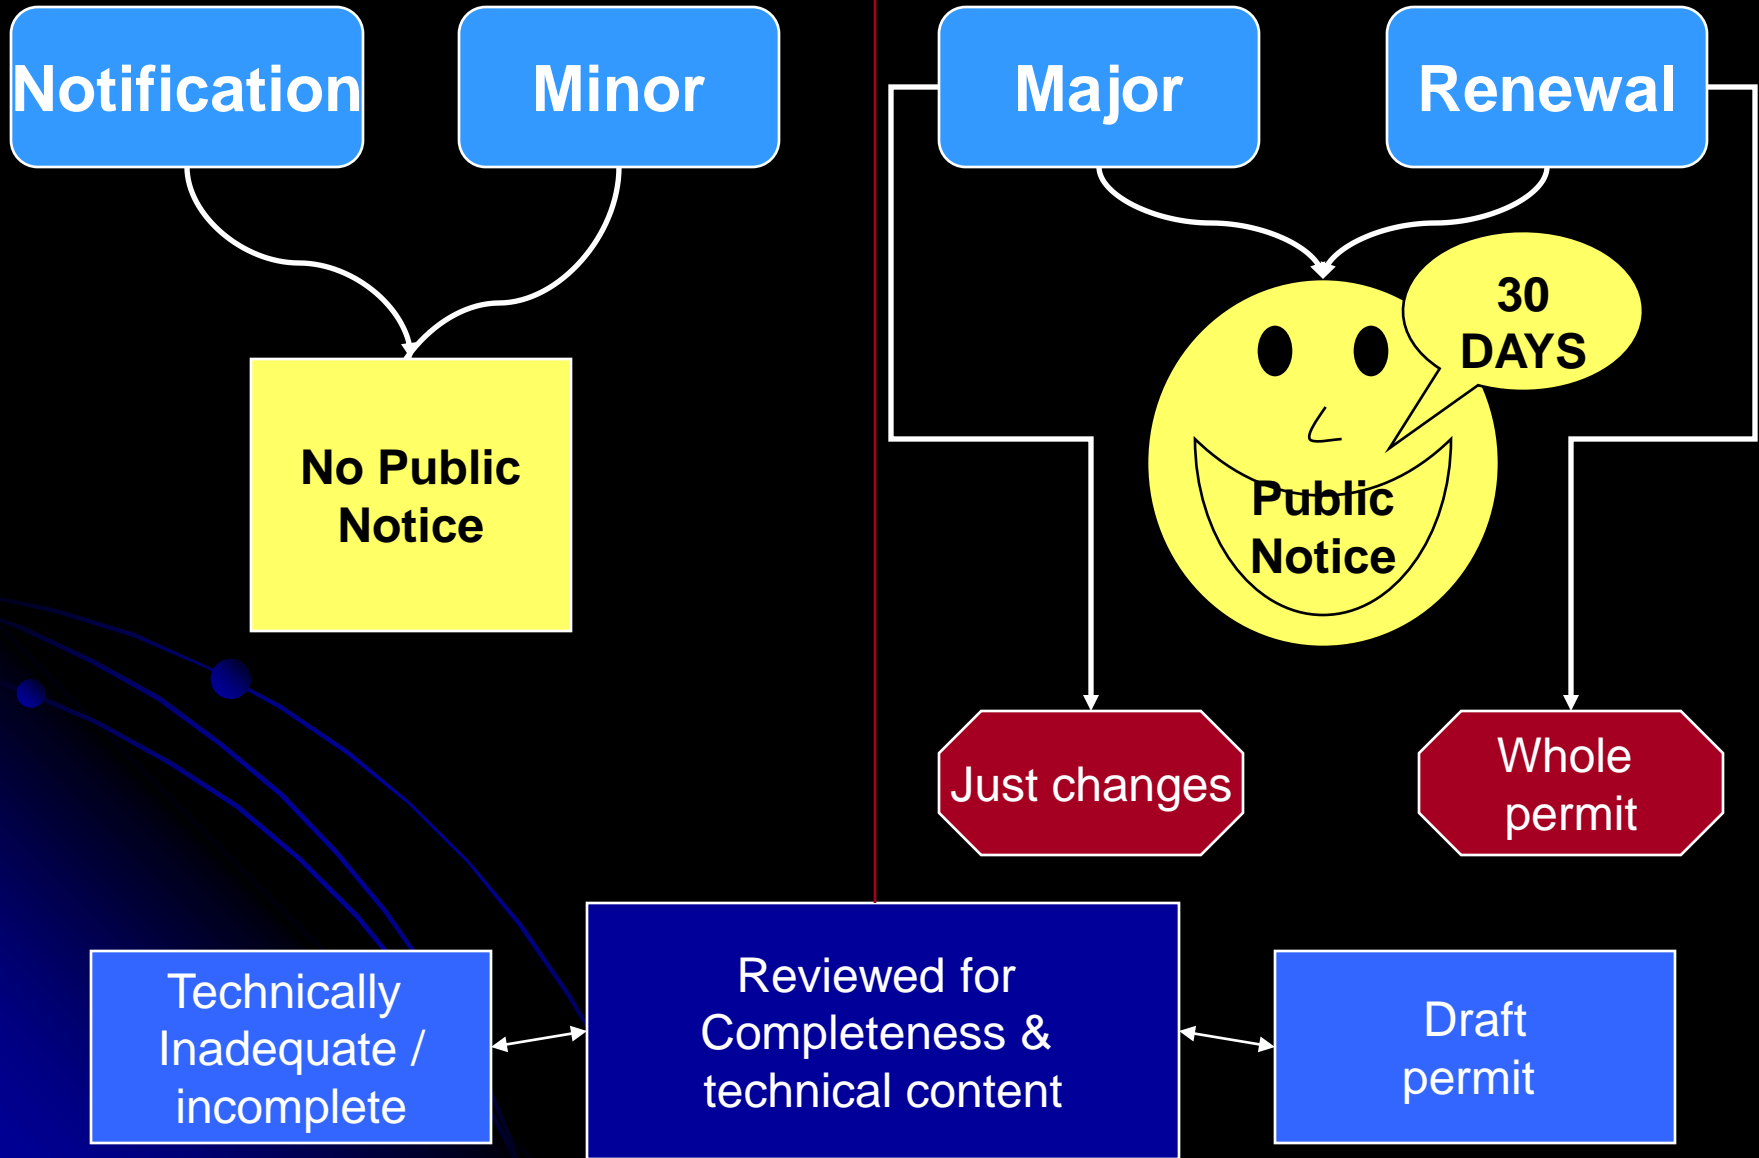 Notification
Minor
Major
Renewal
30
DAYS
No Public
Notice
Public
Notice
Just changes
Whole
permit
Technically
Inadequate /
incomplete
Reviewed for
Completeness &
technical content
Draft
permit